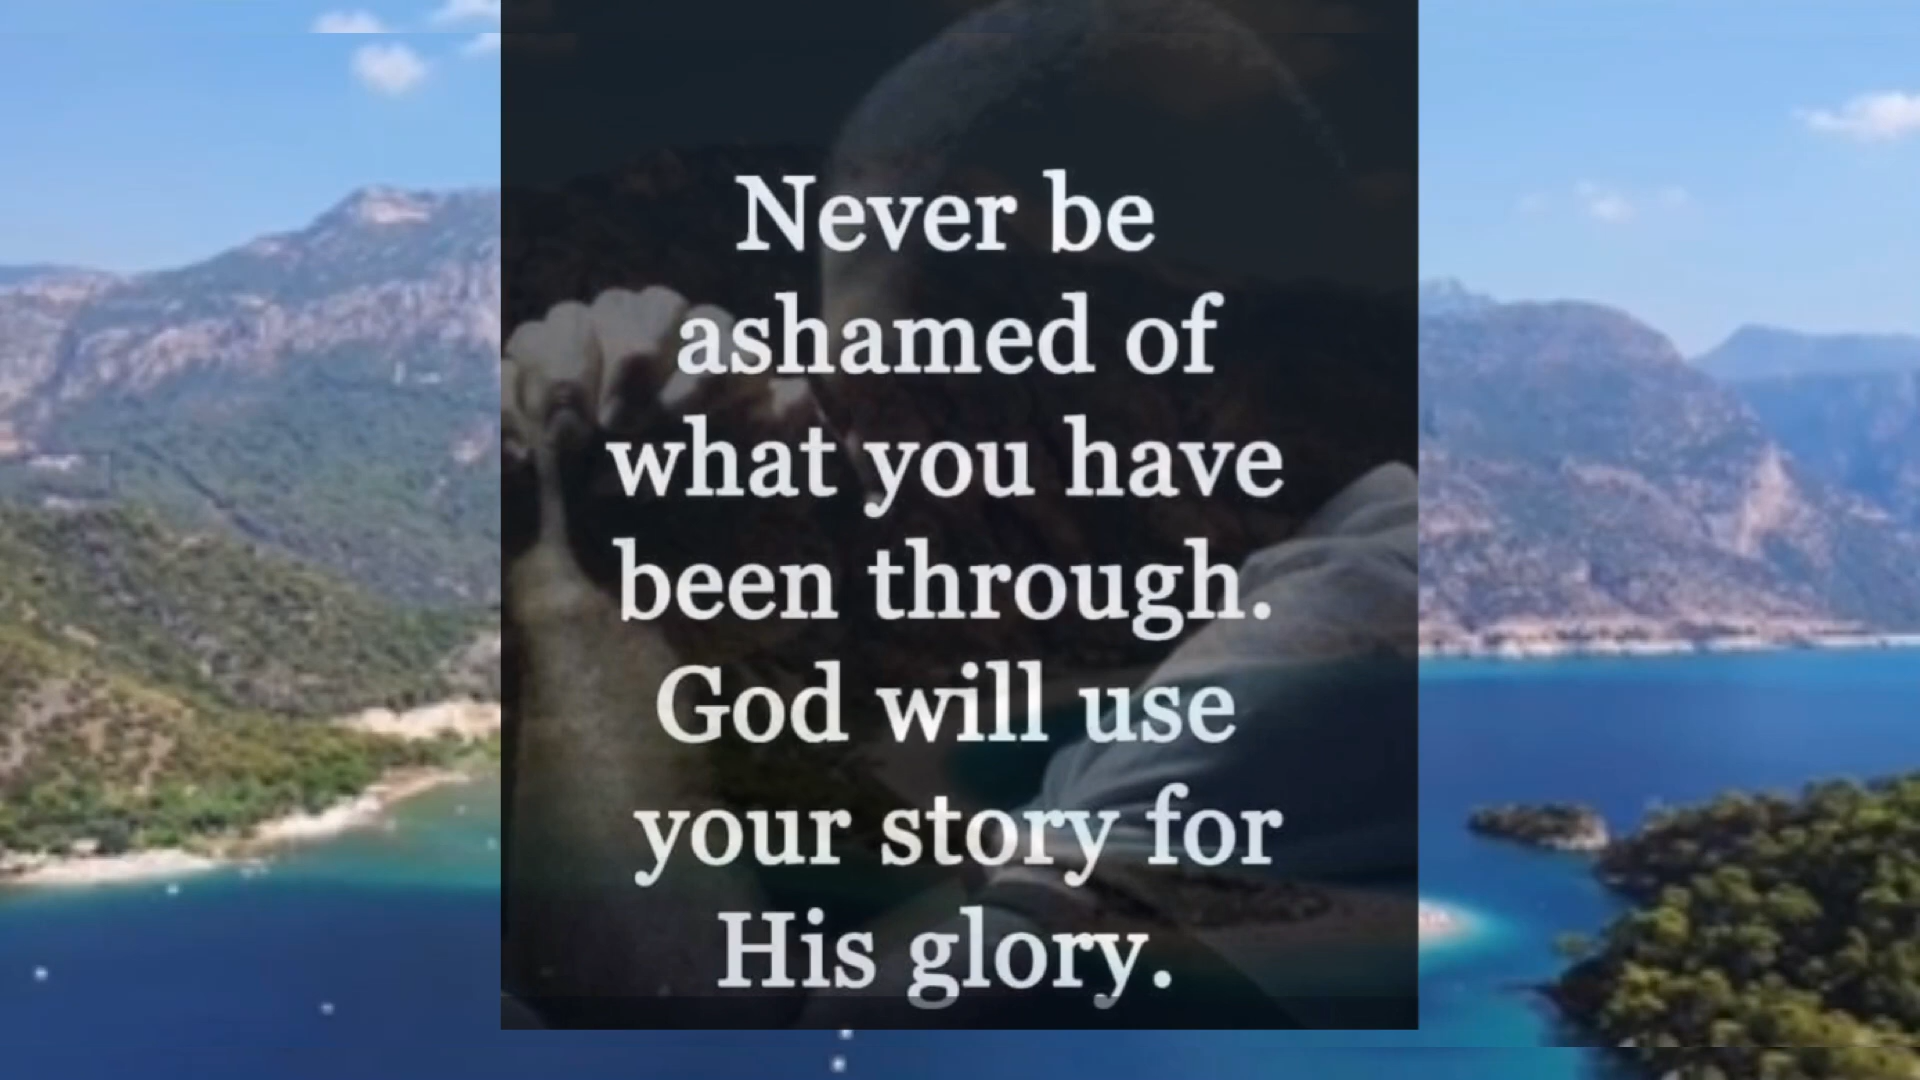 Never be
ashamed of
what you have
been through.
God will use
your story for
His glory.